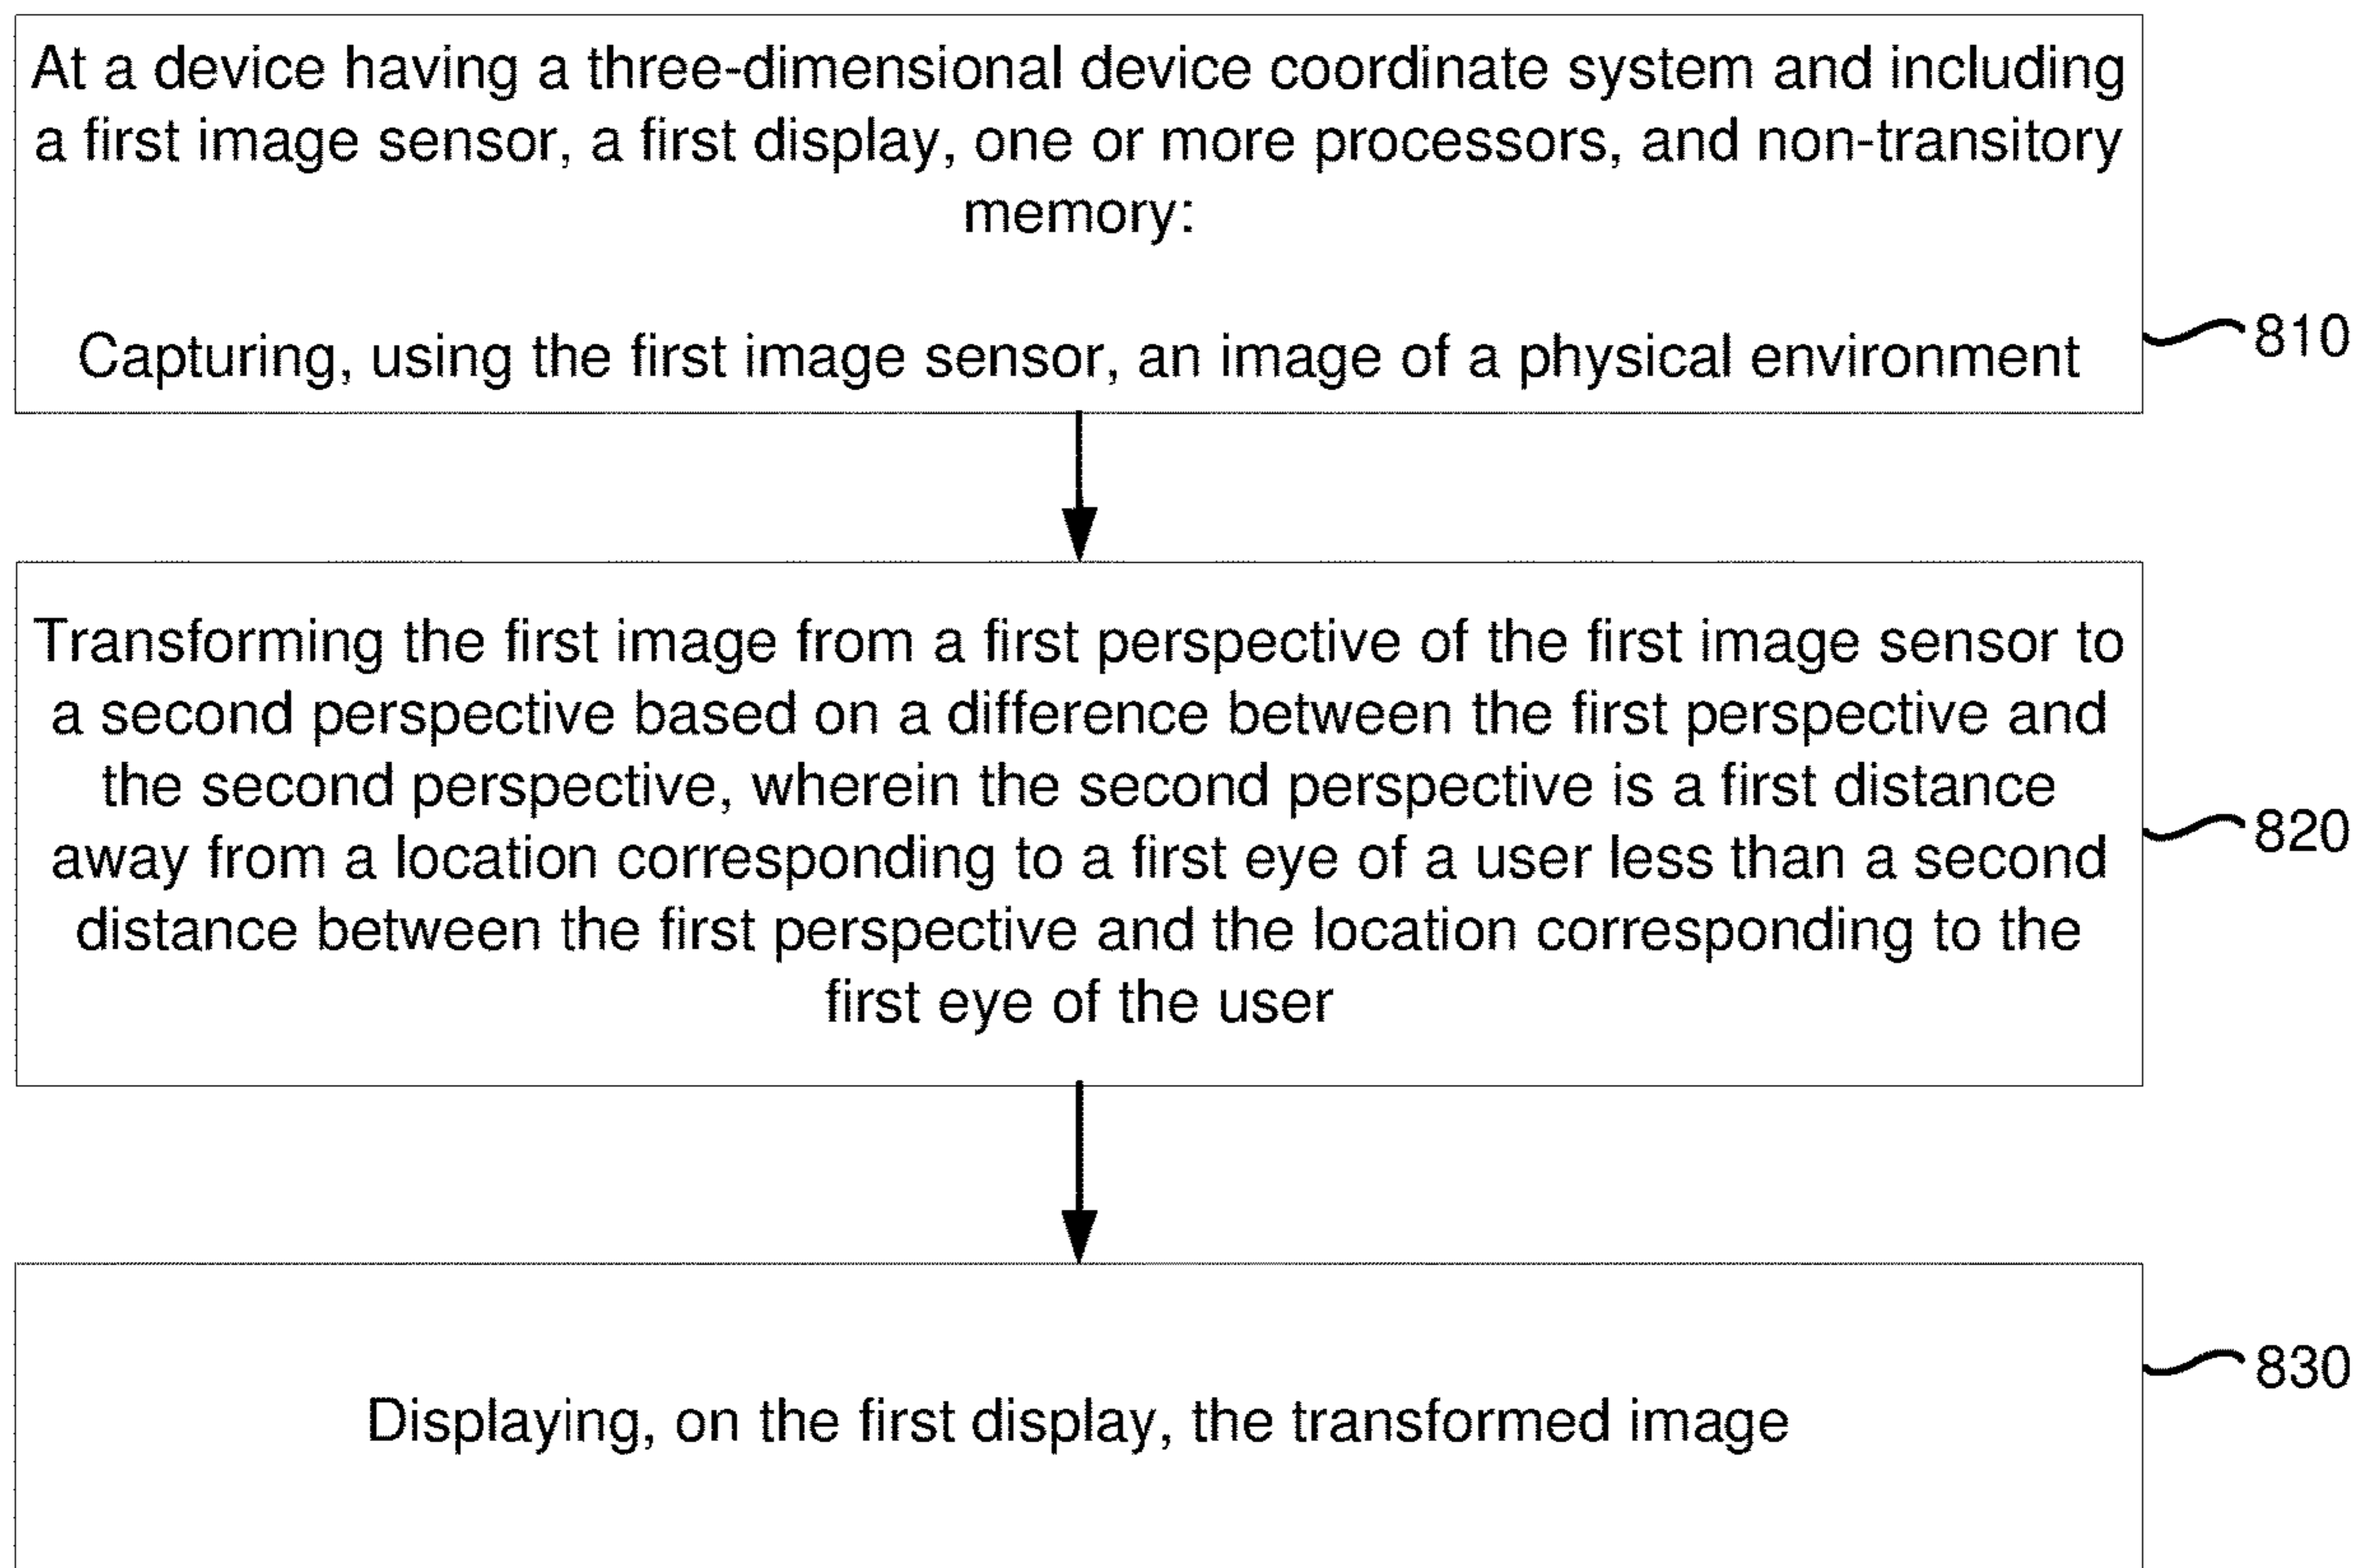 At a device having a three-dimensional device coordinate system and including
a first image sensor, a first display, one or more processors, and non-transitory
memory:
Capturing, using the first image sensor, an image of a physical environment
810
Transforming the first image from a first perspective of the first image sensor to
a second perspective based on a difference between the first perspective and
the second perspective, wherein the second perspective is a first distance
away from a location corresponding to a first eye of a user less than a second
distance between the first perspective and the location corresponding to the
first eye of the user
820
Displaying, on the first display, the transformed image
830